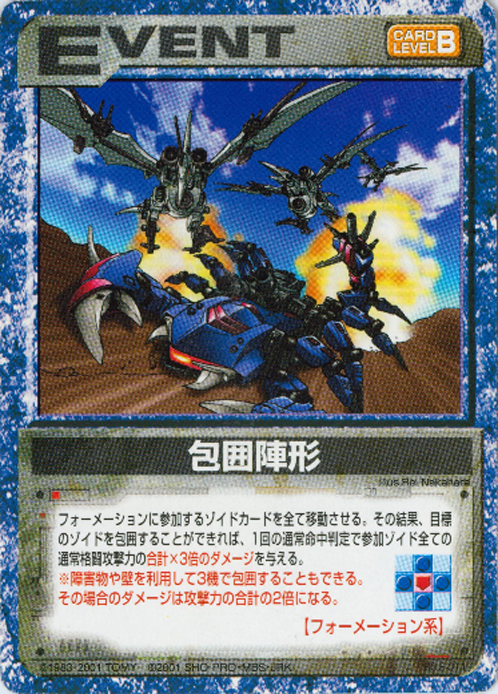 EVENT
CARD LEVEL B
包囲陣形
Illus.Rei Nakahara
フォーメーションに参加するゾイドカードを全て移動させる。その結果、目標
のゾイドを包囲することができれば、1回の通常命中判定で参加ゾイド全ての
通常格闘攻撃力の合計×3倍のダメージを与える。
※障害物や壁を利用して3機で包囲することもできる。
その場合のダメージは攻撃力の合計の2倍になる。
【フォーメーション系】
©1983-2001 TOMY ©2001 SHO-PRO・MBS・JRK